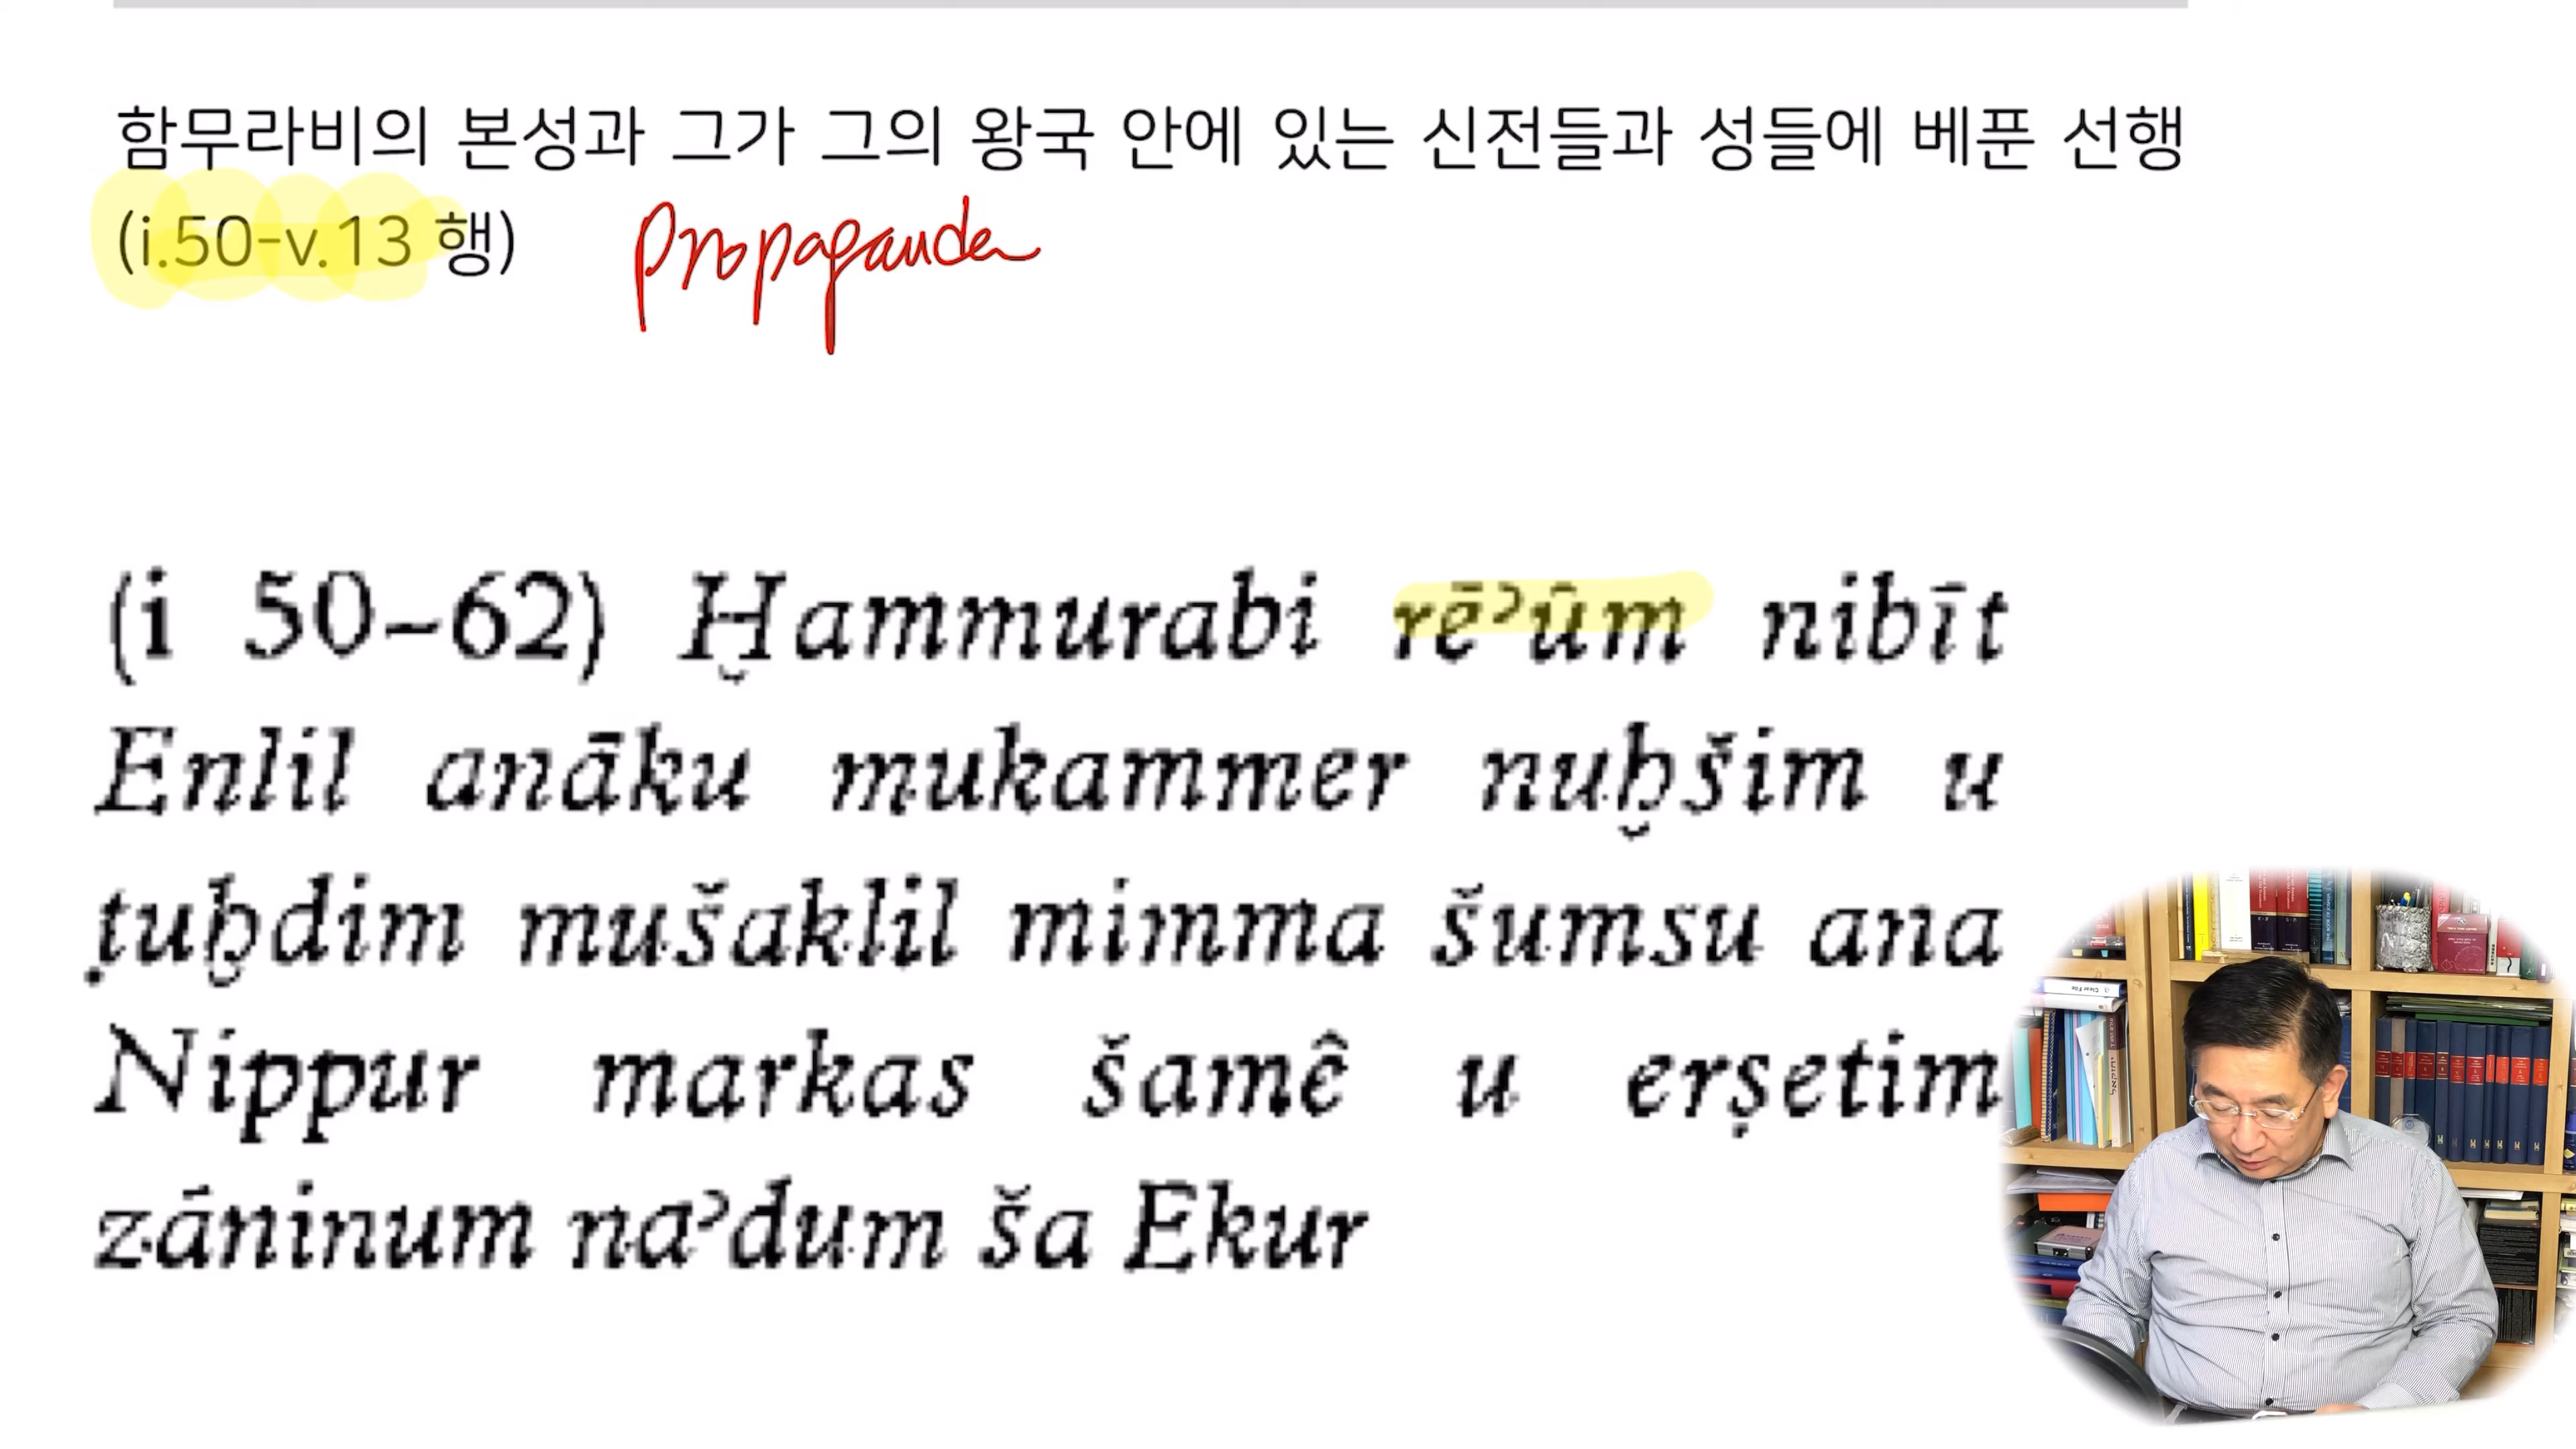 함무라비의 본성과 그가 그의 왕국 안에 있는 신전들과 성들에 베푼 선행
(i.50-v.13 행)
propaganda
(i 50–62) Ḫammurabi rēʾûm nibīt
Enlil anāku mukammer nuḫšim u
ṭuḫdim mušaklil mimma šumsu ana
Nippur markas šamê u erṣetim
zāninum naʾdum ša Ekur